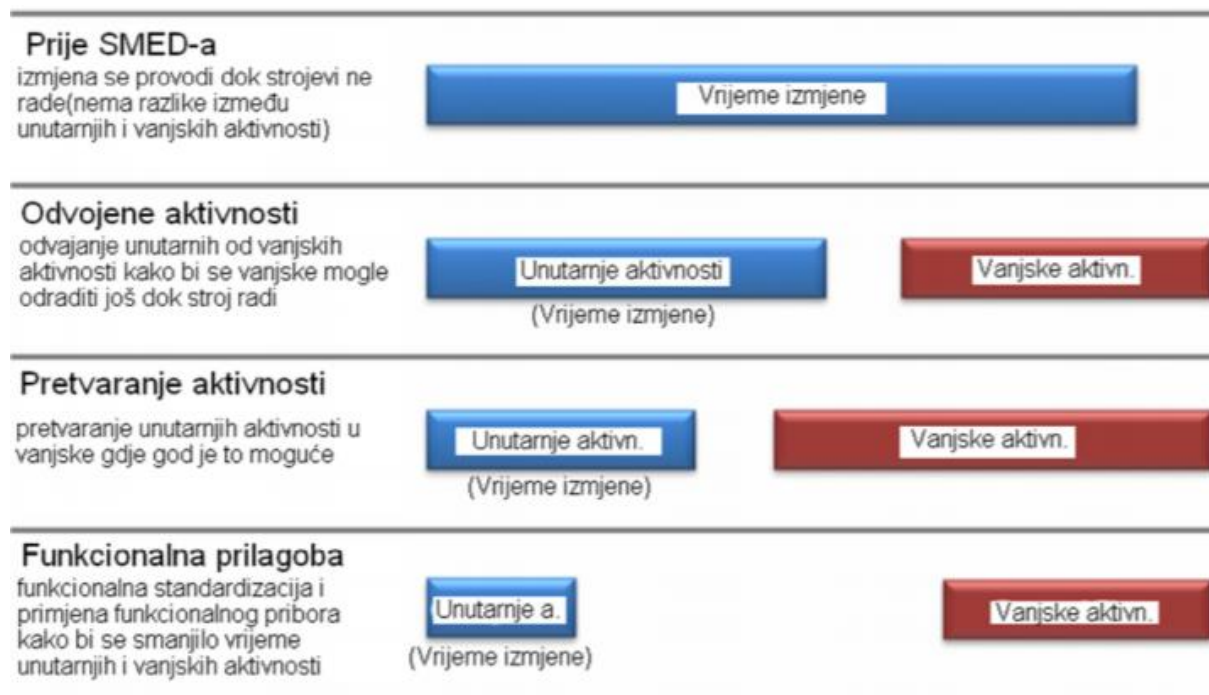 Prije SMED-a
izmjena se provodi dok strojevi ne
rade(nema razlike između
unutarnjih i vanjskih aktivnosti)
Vrijeme izmjene
Odvojene aktivnosti
odvajanje unutarnih od vanjskih
aktivnosti kako bi se vanjske mogle
odraditi još dok stroj radi
Unutarnje aktivnosti
(Vrijeme izmjene)
Vanjske aktivn.
Pretvaranje aktivnosti
pretvaranje unutarnjih aktivnosti u
vanjske gdje god je to moguće
Unutarnje aktivn.
(Vrijeme izmjene)
Vanjske aktivn.
Funkcionalna prilagoba
funkcionalna standardizacija i
primjena funkcionalnog pribora
kako bi se smanjilo vrijeme
unutarnjih i vanjskih aktivnosti
Unutarnje a.
(Vrijeme izmjene)
Vanjske aktivn.